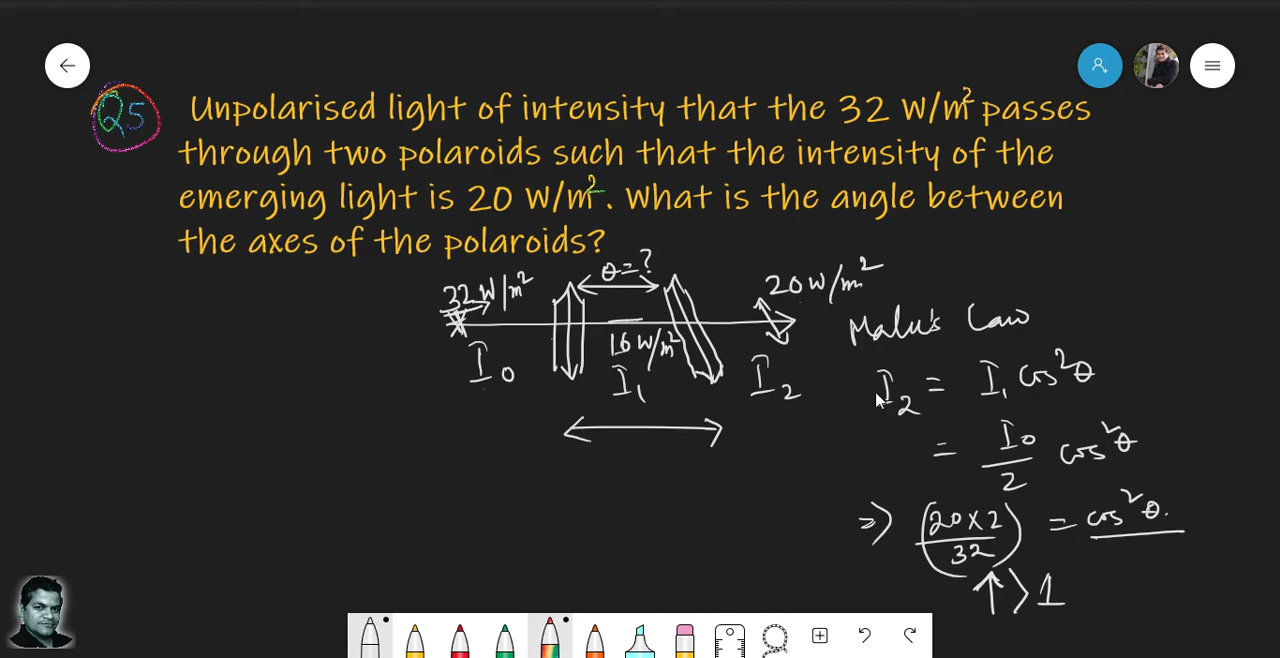 Q5
Unpolarised light of intensity that the 32 W/m² passes
through two polaroids such that the intensity of the
emerging light is 20 W/m². What is the angle between
the axes of the polaroids?
32 W/m²
θ = ?
20 W/m²
16 W/m²
I₀
I₁
I₂
Malu's Law
I₂ = I₁ cos²θ
= I₀/2 cos²θ
⇒ (20×2/32) = cos²θ.
↑ > 1